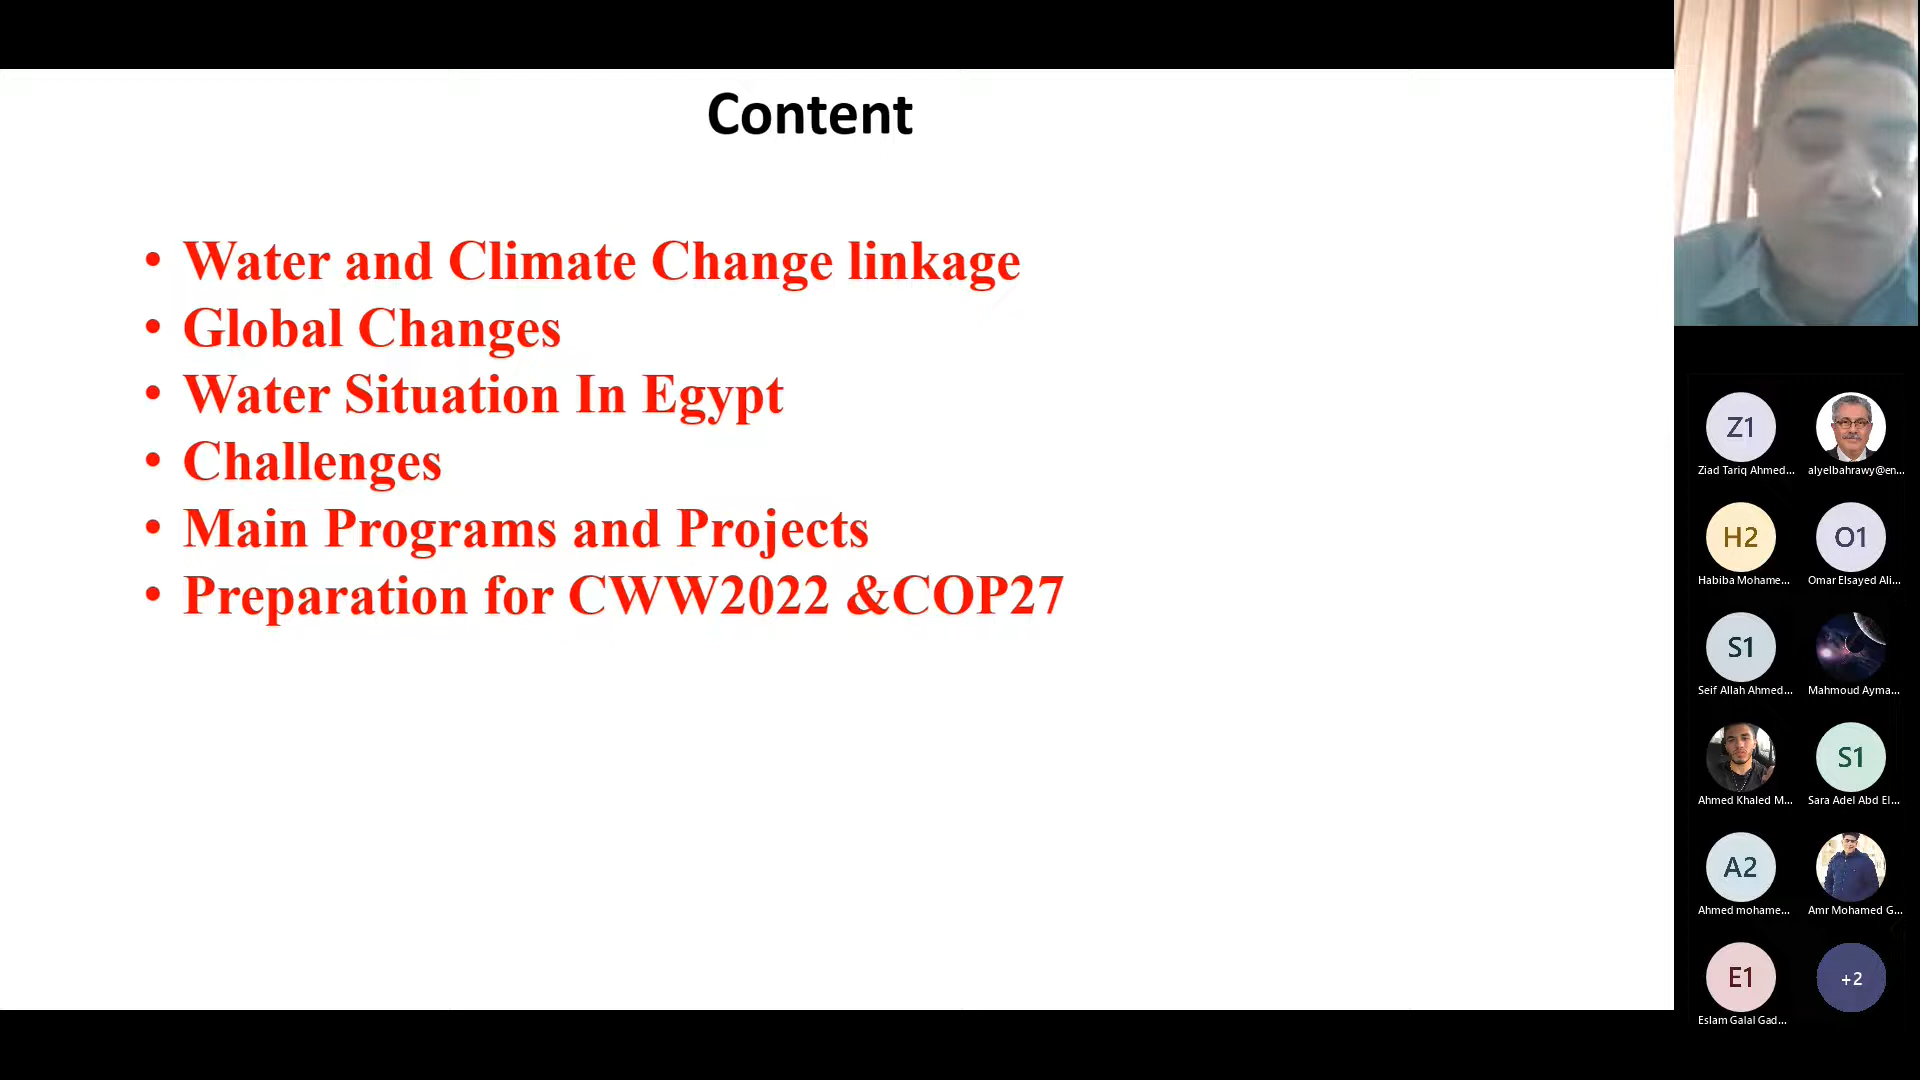 Content
• Water and Climate Change linkage
• Global Changes
• Water Situation In Egypt
• Challenges
• Main Programs and Projects
• Preparation for CWW2022 &COP27
Z1
Ziad Tariq Ahmed...
alyelbahrawy@en...
H2
Habiba Mohame...
O1
Omar Elsayed Ali...
S1
Seif Allah Ahmed...
Mahmoud Ayma...
Ahmed Khaled M...
S1
Sara Adel Abd El...
A2
Ahmed mohame...
Amr Mohamed G...
E1
Eslam Galal Gad...
+2